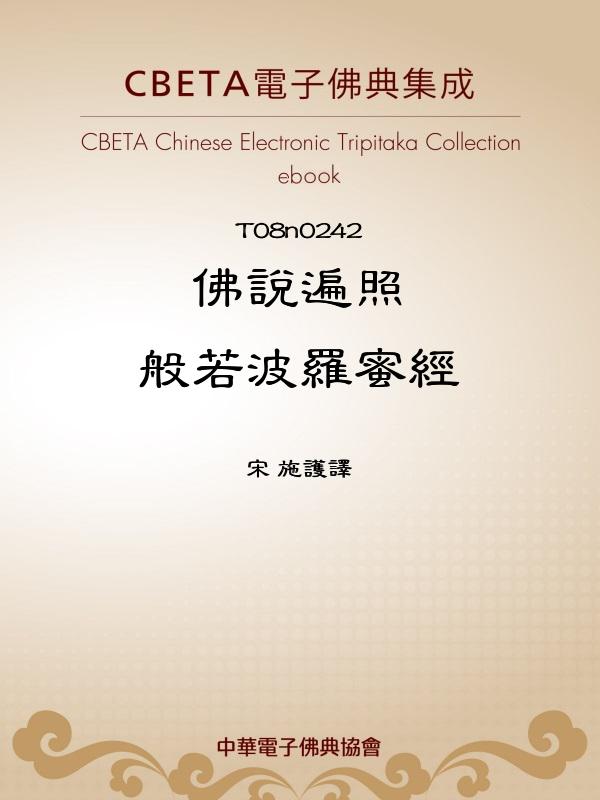 CBETA電子佛典集成
CBETA Chinese Electronic Tripitaka Collection
ebook
T08n0242
佛說遍照
般若波羅蜜經
宋 施護譯
中華電子佛典協會